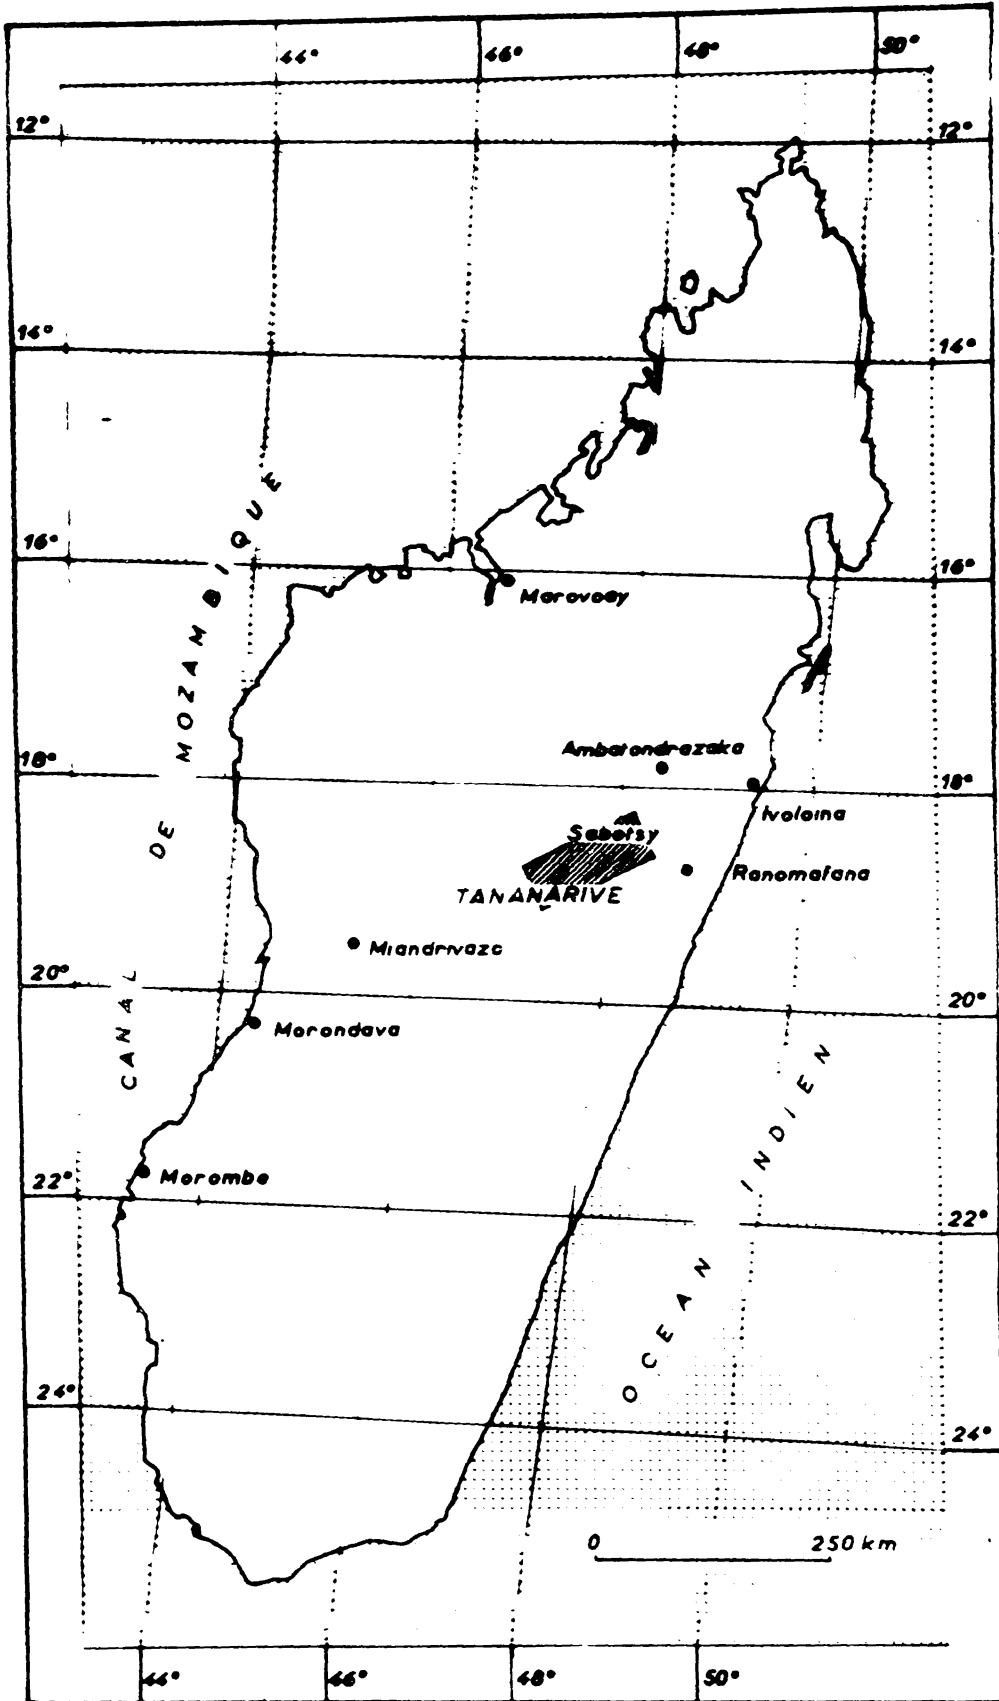 44° 46° 48° 50°
12° 12°
14° 14°
16° 16°
CANAL DE MOZAMBIQUE
Marovoay
Ambatondrazaka
18° 18°
Ivoloina
Sabotsy
Ranomafana
TANANARIVE
Miandrivazo
20° 20°
Morondava
OCEAN INDIEN
Morombe
22° 22°
24° 24°
0 250 km
44° 46° 48° 50°